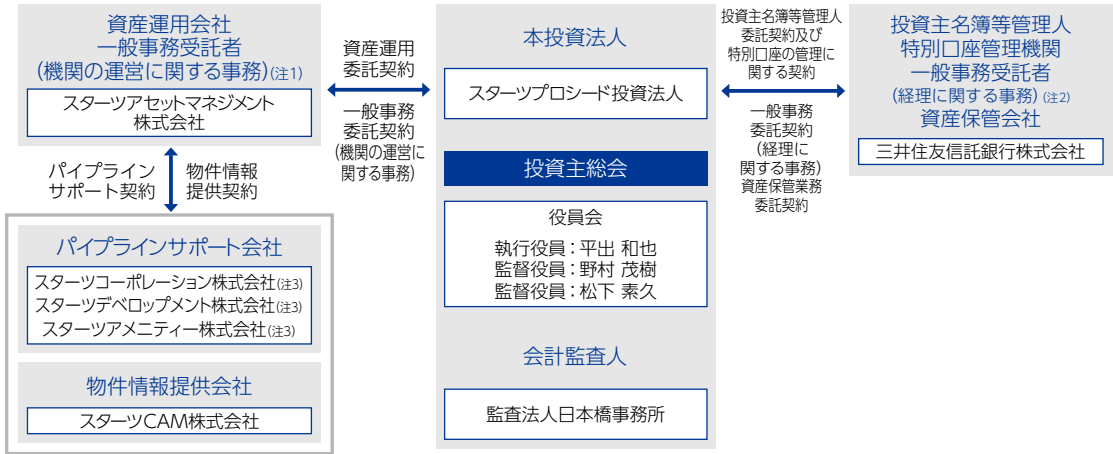 資産運用会社
一般事務受託者
(機関の運営に関する事務)(注1)
スターツアセットマネジメント
株式会社
資産運用
委託契約
一般事務
委託契約
(機関の運営に
関する事務)
パイプライン
サポート契約
物件情報
提供契約
パイプラインサポート会社
スターツコーポレーション株式会社(注3)
スターツデベロップメント株式会社(注3)
スターツアメニティー株式会社(注3)
物件情報提供会社
スターツCAM株式会社
本投資法人
スターツプロシード投資法人
投資主総会
役員会
執行役員:平出 和也
監督役員:野村 茂樹
監督役員:松下 素久
会計監査人
監査法人日本橋事務所
投資主名簿等管理人
委託契約及び
特別口座の管理に
関する契約
一般事務
委託契約
(経理に
関する事務)
資産保管業務
委託契約
投資主名簿等管理人
特別口座管理機関
一般事務受託者
(経理に関する事務)(注2)
資産保管会社
三井住友信託銀行株式会社